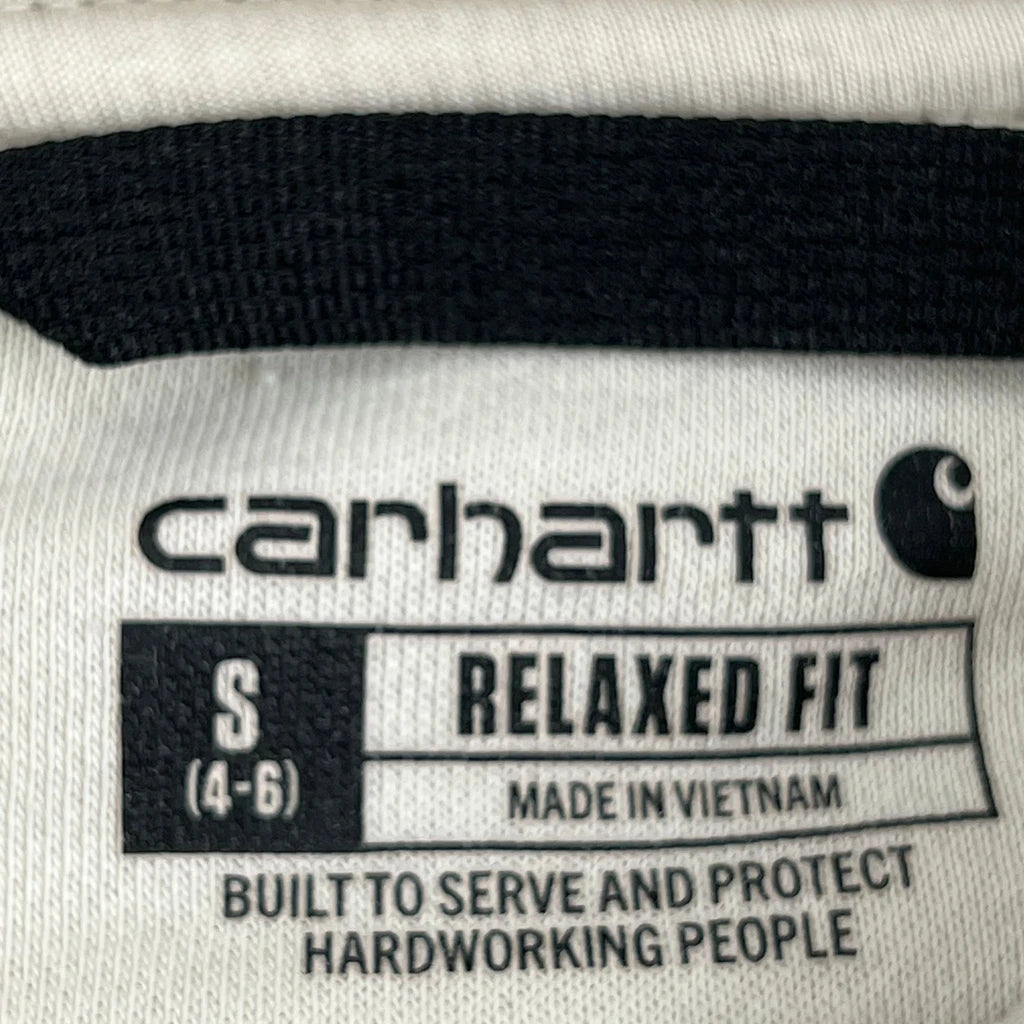 carhartt
S
(4-6)
RELAXED FIT
MADE IN VIETNAM
BUILT TO SERVE AND PROTECT
HARDWORKING PEOPLE